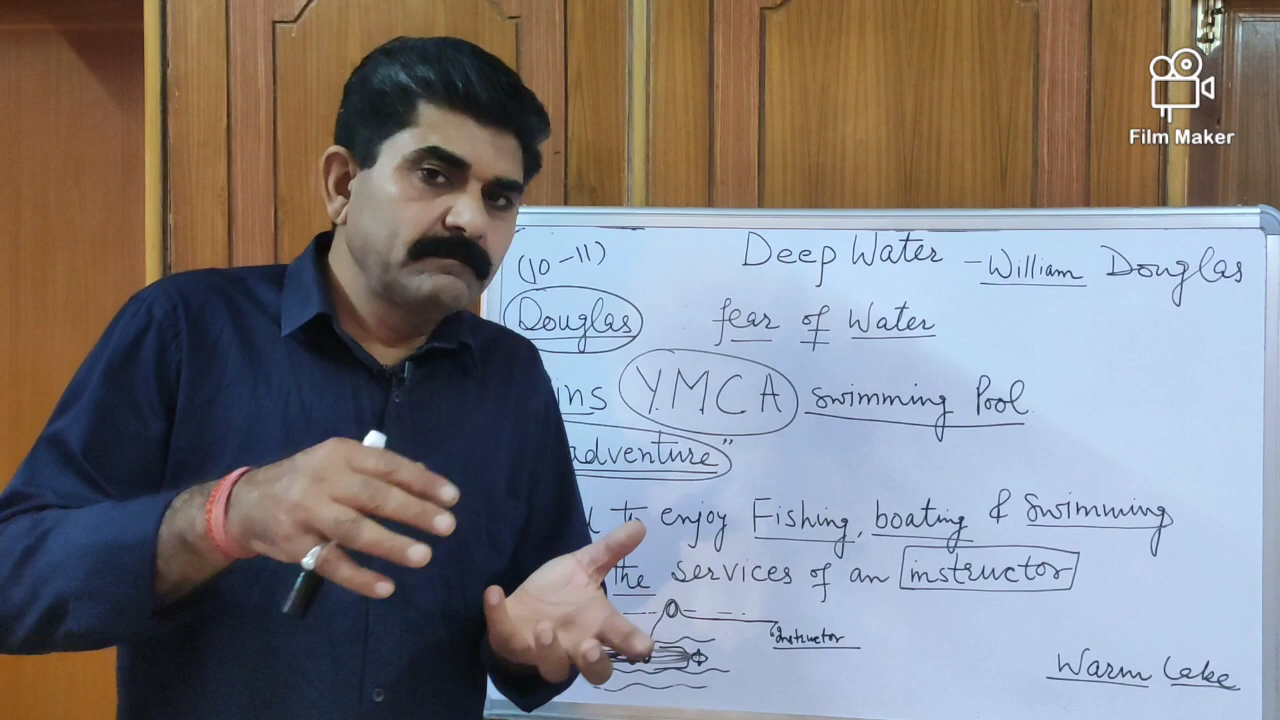 Film Maker
Deep Water - William Douglas
(10-11)
Douglas fear of Water
ins YMCA swimming Pool.
adventure"
to enjoy Fishing, boating & Swimming
the services of an instructor
"Instructor
Warm Lake